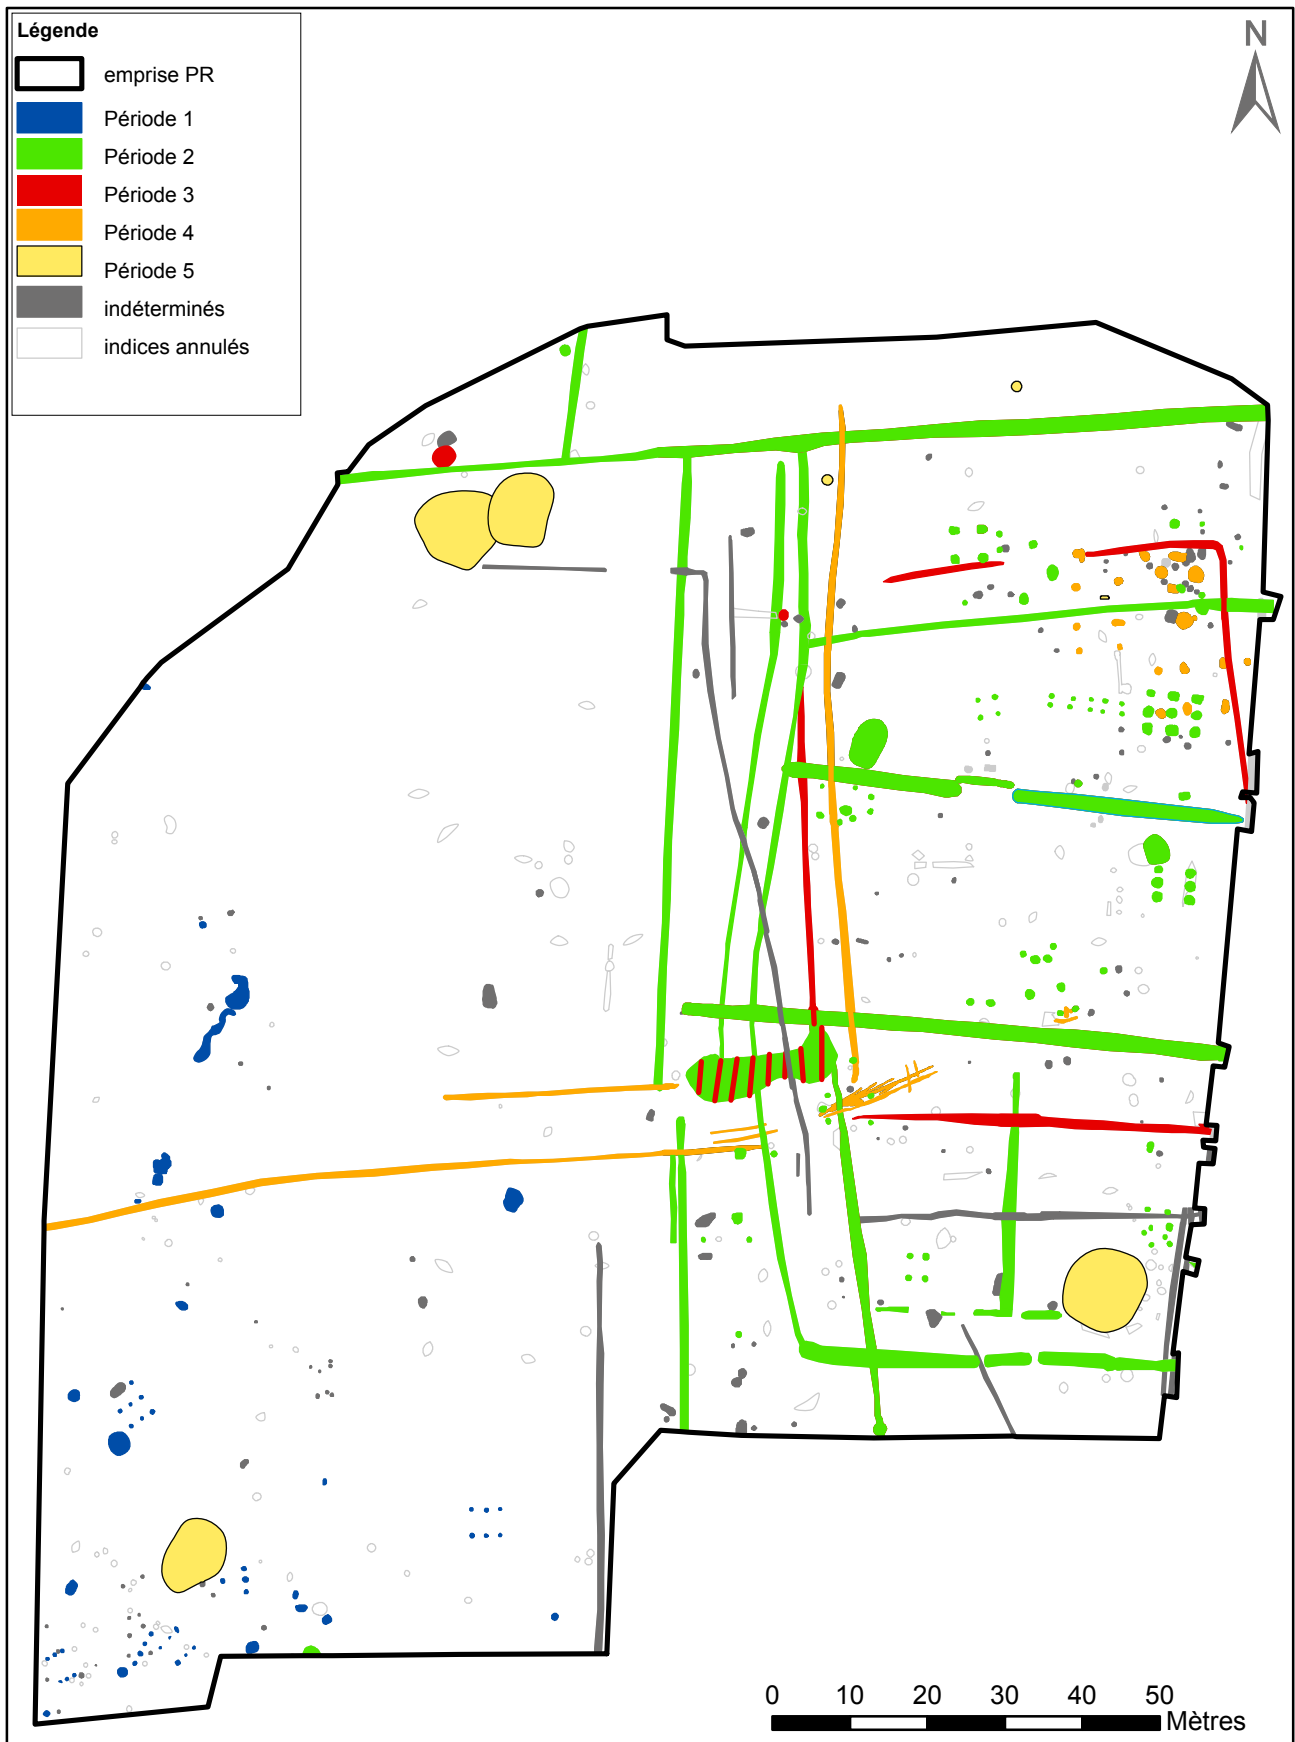 Légende
emprise PR
Période 1
Période 2
Période 3
Période 4
Période 5
indéterminés
indices annulés
N
0 10 20 30 40 50
Mètres